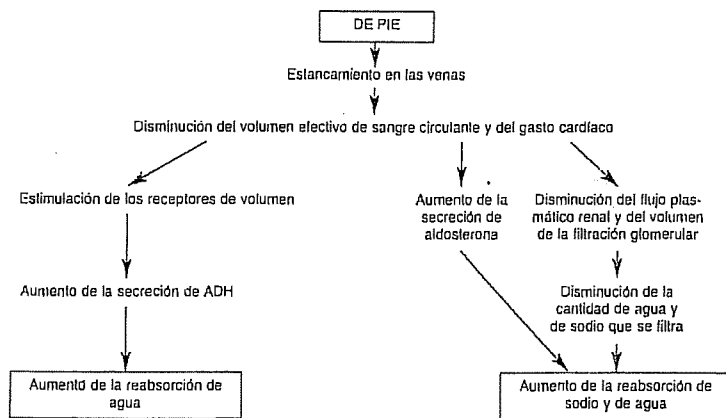 DE PIE
Estancamiento en las venas
Disminución del volumen efectivo de sangre circulante y del gasto cardíaco
Estimulación de los receptores de volumen
Aumento de la
secreción de
aldosterona
Disminución del flujo plas-
mático renal y del volumen
de la filtración glomerular
Aumento de la secreción de ADH
Disminución de la
cantidad de agua y
de sodio que se filtra
Aumento de la reabsorción de
agua
Aumento de la reabsorción de
sodio y de agua